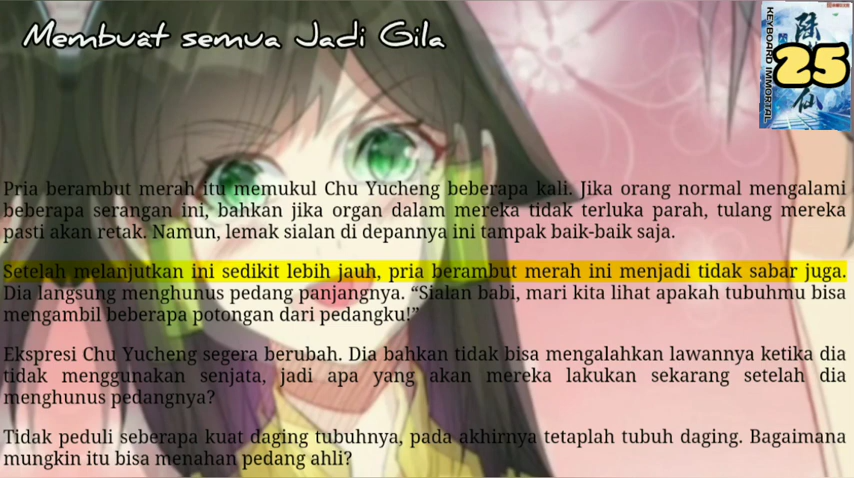 Membuat semua Jadi Gila
KEYBOARD IMMORTAL
25
Pria berambut merah itu memukul Chu Yucheng beberapa kali. Jika orang normal mengalami
beberapa serangan ini, bahkan jika organ dalam mereka tidak terluka parah, tulang mereka
pasti akan retak. Namun, lemak sialan di depannya ini tampak baik-baik saja.
Setelah melanjutkan ini sedikit lebih jauh, pria berambut merah ini menjadi tidak sabar juga.
Dia langsung menghunus pedang panjangnya. “Sialan babi, mari kita lihat apakah tubuhmu bisa
mengambil beberapa potongan dari pedangku!”
Ekspresi Chu Yucheng segera berubah. Dia bahkan tidak bisa mengalahkan lawannya ketika dia
tidak menggunakan senjata, jadi apa yang akan mereka lakukan sekarang setelah dia
menghunus pedangnya?
Tidak peduli seberapa kuat daging tubuhnya, pada akhirnya tetaplah tubuh daging. Bagaimana
mungkin itu bisa menahan pedang ahli?